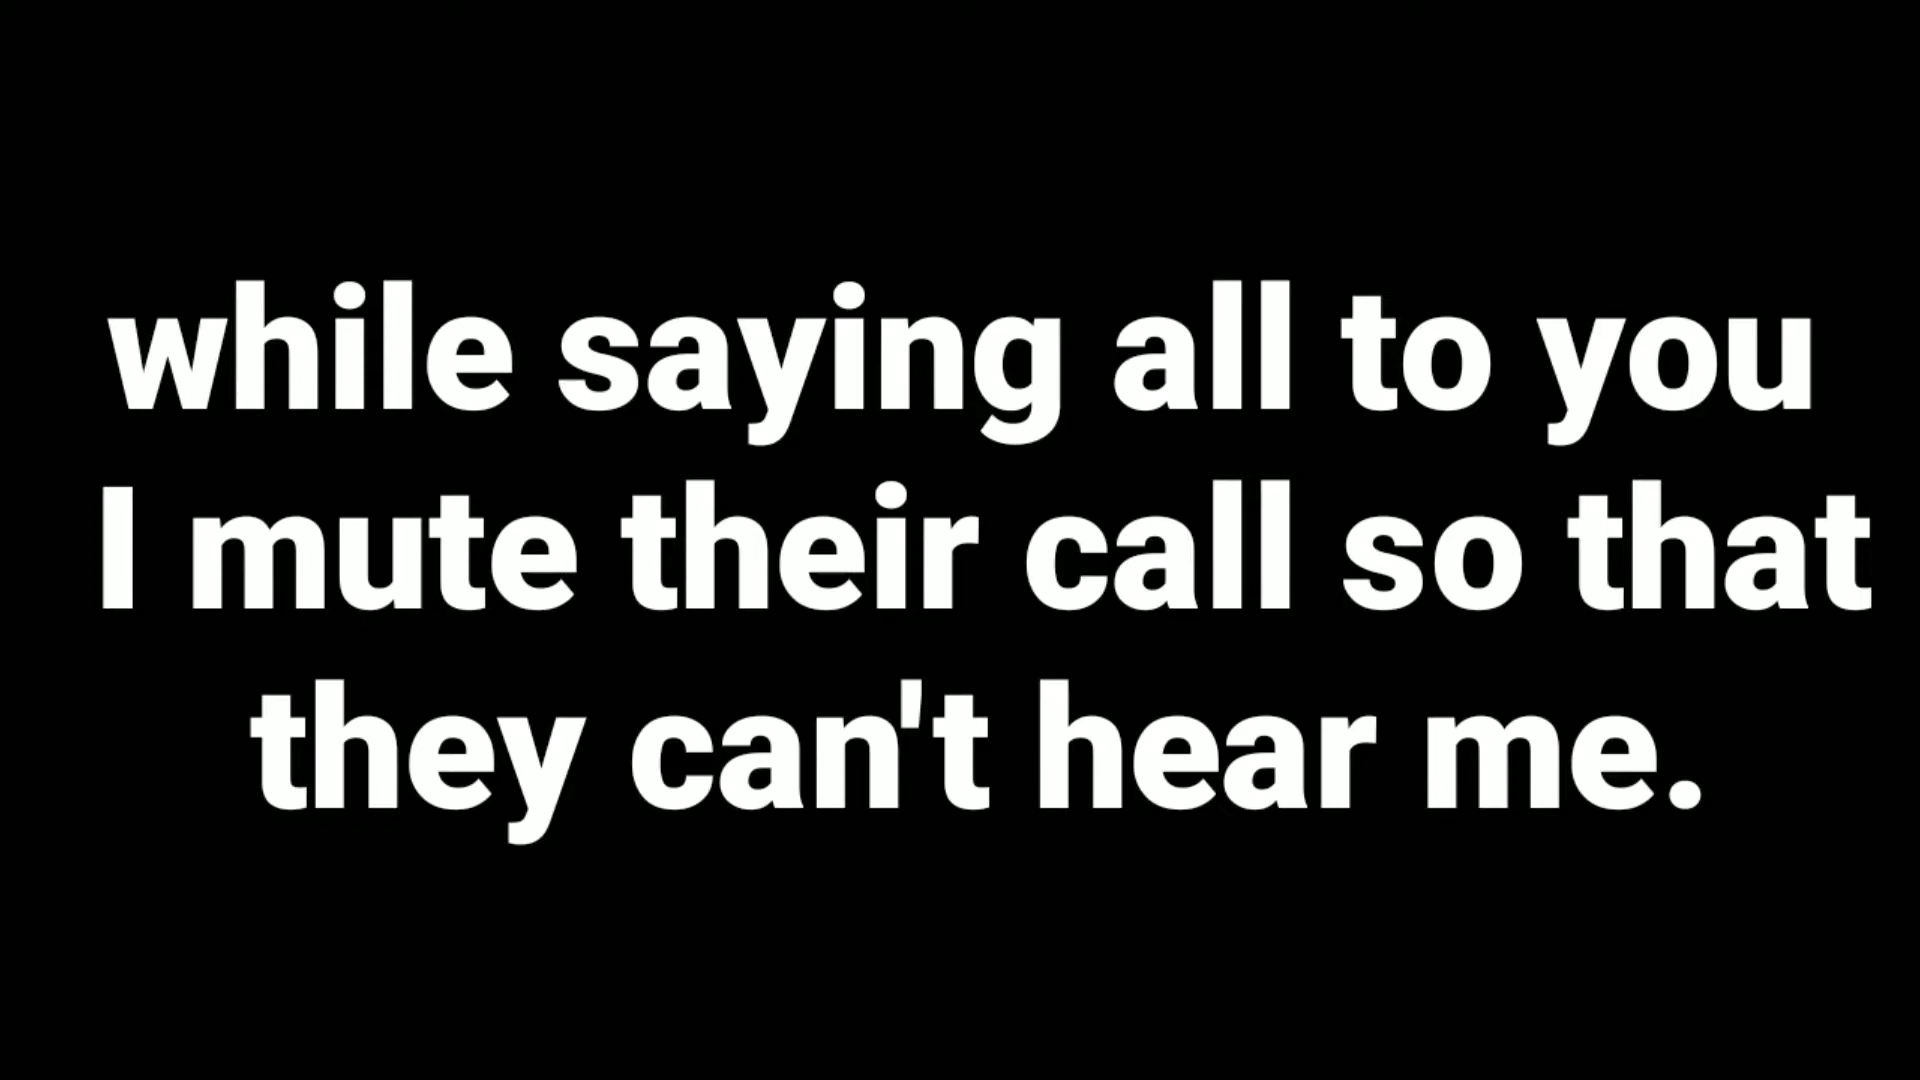 while saying all to you
I mute their call so that
they can't hear me.